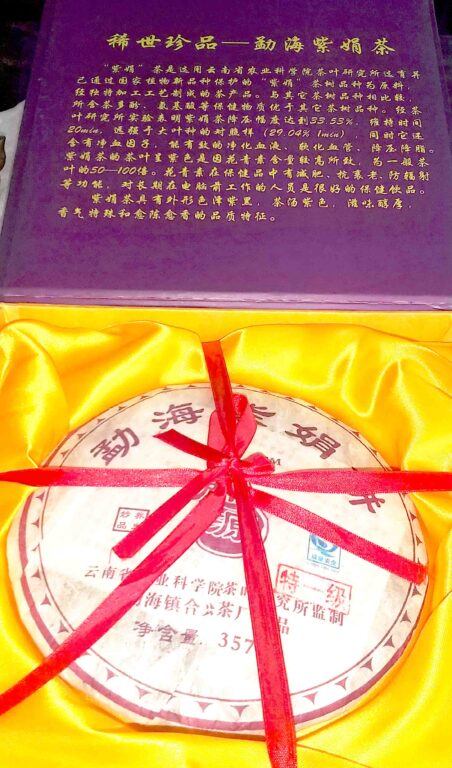 稀世珍品—勐海紫娟茶
"紫娟"茶是选用云南省农业科学院茶叶研究所选育并
已通过国家植物新品种保护的"紫娟"茶树品种为原料，
经独特加工工艺制成的茶产品。与其它茶树品种相比较，
所含茶多酚、氨基酸等保健物质优于其它茶树品种。经茶
叶研究所实验表明紫娟茶降压幅度达到33.53%，维持时间
20min，远强于大叶种的对照样（29.04% 1min）同时它还
含有净血因子，能有效的净化血液、软化血管、降压降脂。
紫娟茶的茶叶呈紫色是因花青素含量较高所致，为一般茶
叶的50—100倍。花青素在保健品中有减肥、抗衰老、防辐射
等功能，对长期在电脑前工作的人员是很好的保健饮品。
紫娟茶具有外形色泽紫黑，茶汤紫色，滋味醇厚，
香气特殊和愈陈愈香的品质特征。
勐海紫娟
特级
云南省 业科学院茶 究所监制
勐海镇合 茶厂 品
净含量 357